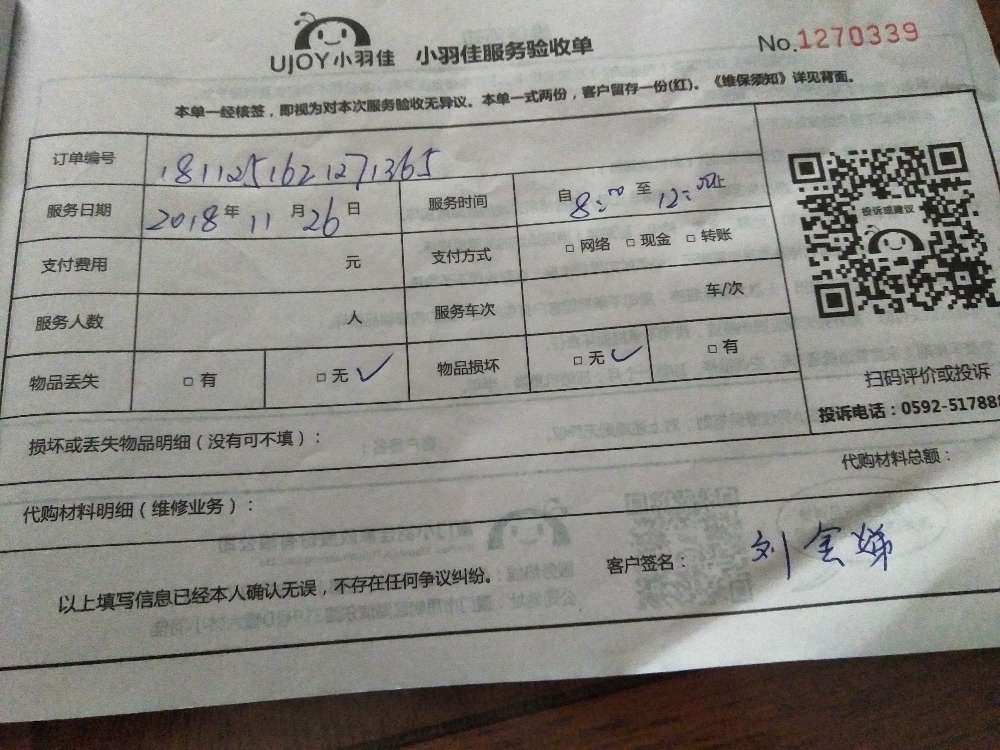 UJOY小羽佳 小羽佳服务验收单 No.1270339
本单一经核签，即视为对本次服务验收无异议。本单一式两份，客户留存一份(红)。《维保须知》详见背面。
订单编号 1811251621271365
服务日期 2018年 11月 26日 服务时间 自8:00至12:00止
支付费用 元 支付方式 □ 网络 □ 现金 □ 转账
服务人数 人 服务车次 车/次
物品丢失 □ 有 □ 无 ✓ 物品损坏 □ 无 ✓ □ 有
投诉或建议
扫码评价或投诉
投诉电话：0592-517888
损坏或丢失物品明细（没有可不填）：
代购材料明细（维修业务）： 代购材料总额：
以上填写信息已经本人确认无误，不存在任何争议纠纷。 客户签名： 刘金娣